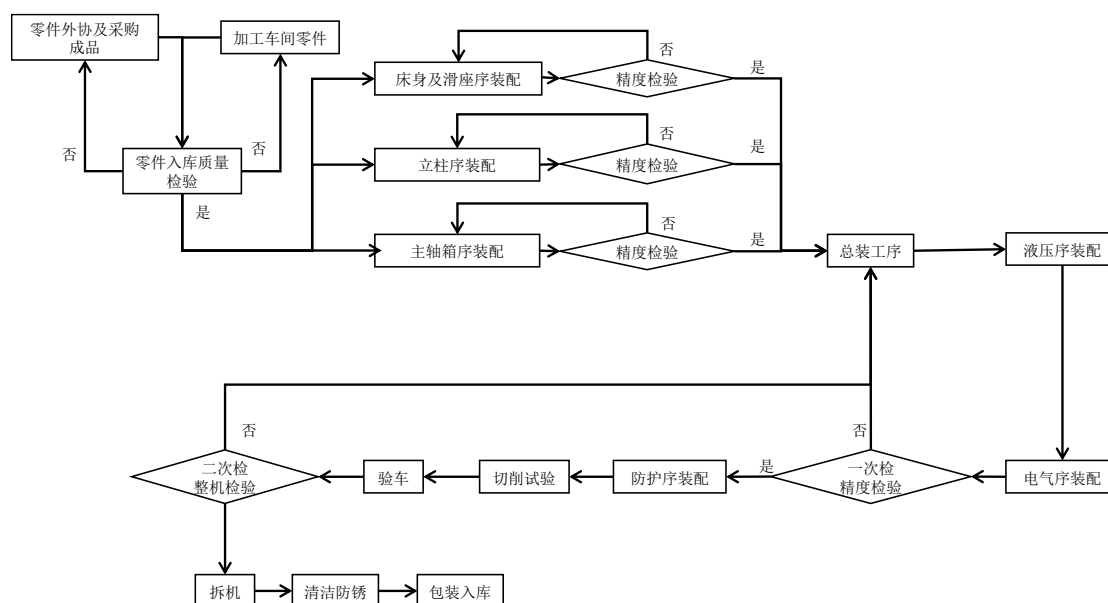 零件外协及采购
成品
加工车间零件
否
床身及滑座序装配
精度检验
是
否
否
零件入库质量
检验
是
否
立柱序装配
精度检验
是
否
主轴箱序装配
精度检验
是
总装工序
液压序装配
否
二次检
整机检验
验车
切削试验
防护序装配
是
否
一次检
精度检验
电气序装配
拆机
清洁防锈
包装入库